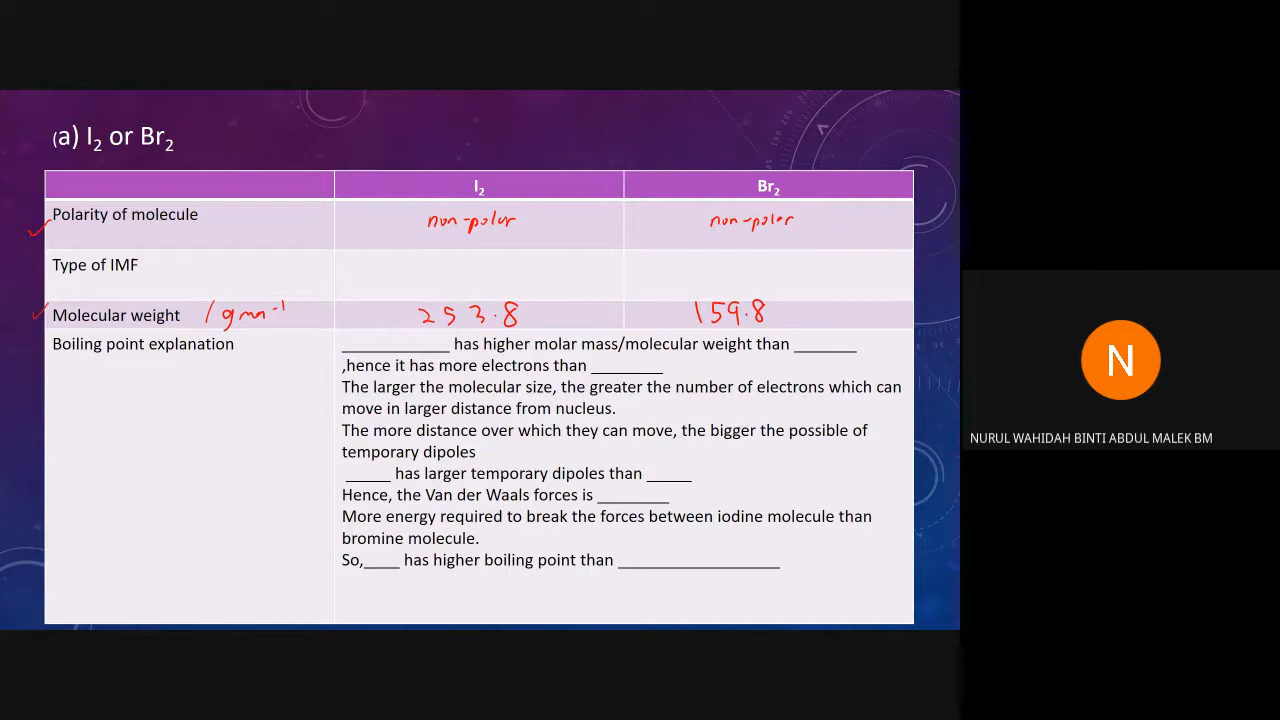 (a) I2 or Br2
I2 Br2
Polarity of molecule non-polar non-polar
Type of IMF
Molecular weight 253.8 159.8
Boiling point explanation
____________ has higher molar mass/molecular weight than _______
,hence it has more electrons than ________
The larger the molecular size, the greater the number of electrons which can
move in larger distance from nucleus.
The more distance over which they can move, the bigger the possible of
temporary dipoles
_____ has larger temporary dipoles than _____
Hence, the Van der Waals forces is ________
More energy required to break the forces between iodine molecule than
bromine molecule.
So,____ has higher boiling point than __________________
N
NURUL WAHIDAH BINTI ABDUL MALEK BM